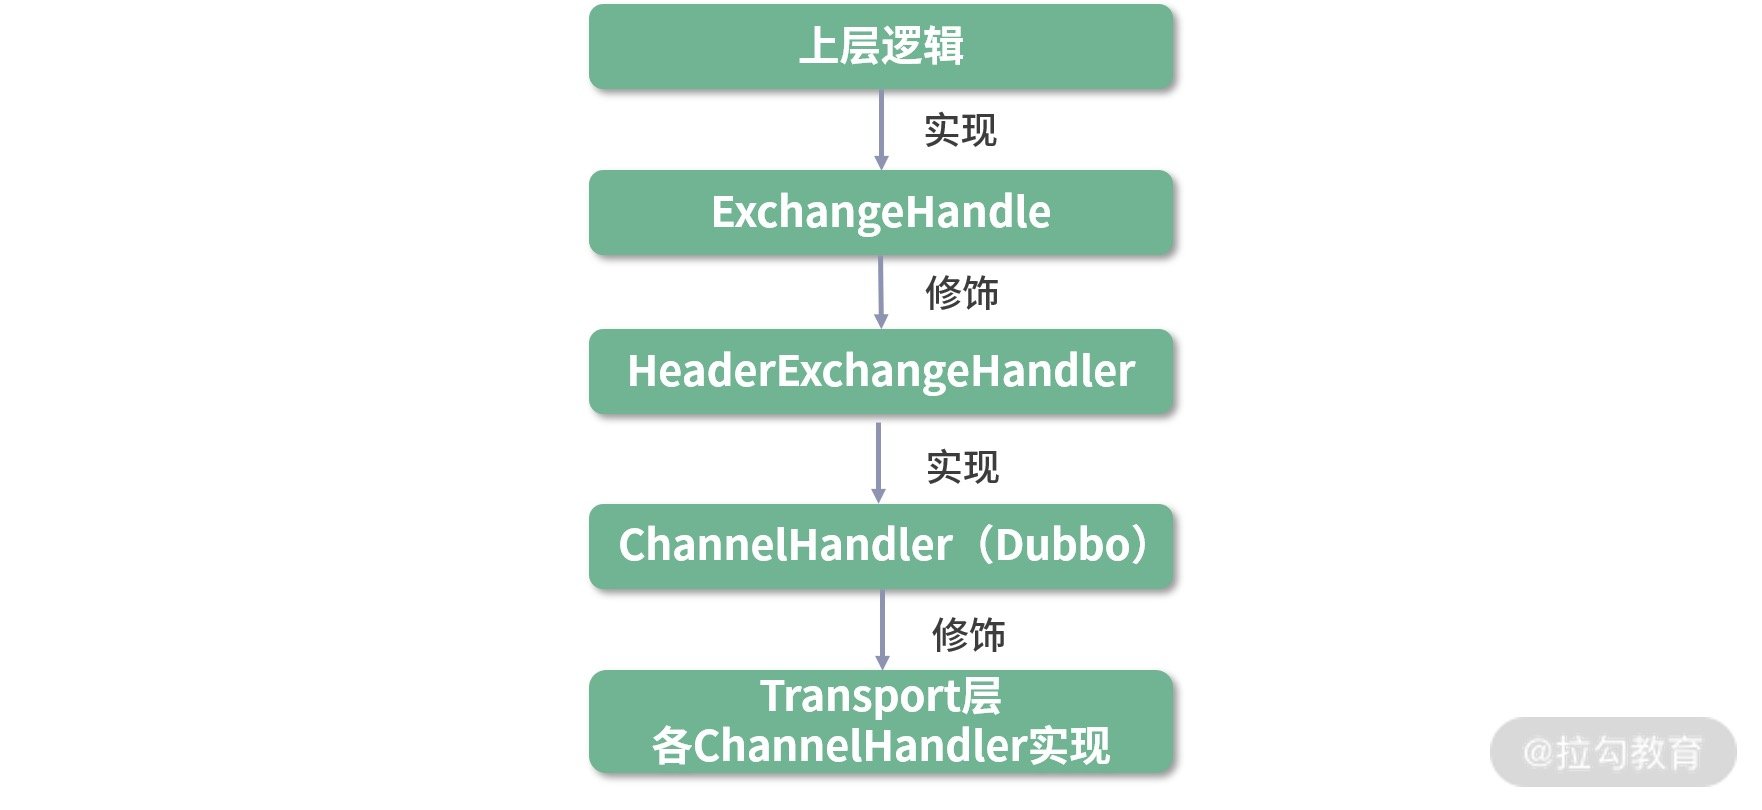 上层逻辑
实现
ExchangeHandle
修饰
HeaderExchangeHandler
实现
ChannelHandler（Dubbo）
修饰
Transport层
各ChannelHandler实现
@拉勾教育